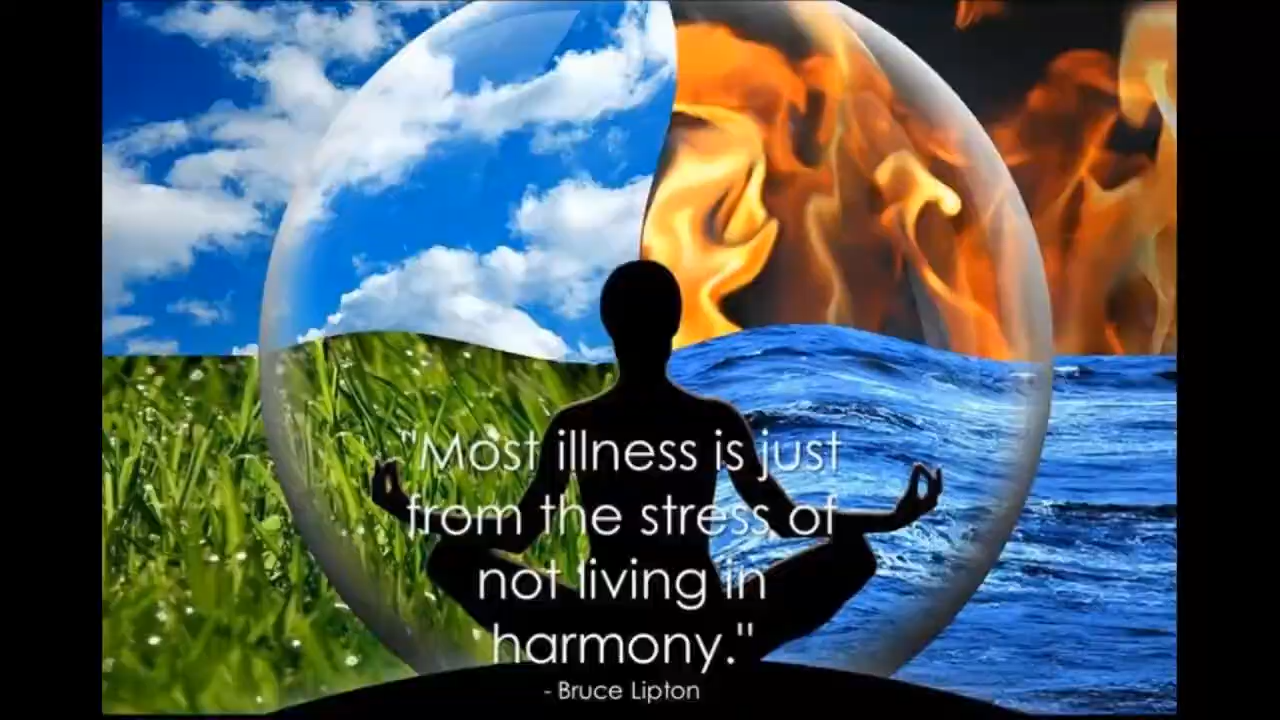 "Most illness is just
from the stress of
not living in
harmony."
- Bruce Lipton